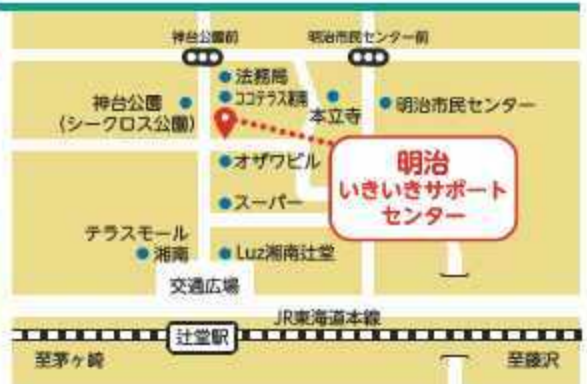 神台公園前
明治市民センター前
法務局
ココテラス湘南
本立寺
神台公園
(シークロス公園)
明治市民センター
オザワビル
明治
いきいきサポート
センター
スーパー
テラスモール
湘南
Luz湘南辻堂
交通広場
JR東海道本線
辻堂駅
至茅ヶ崎
至藤沢